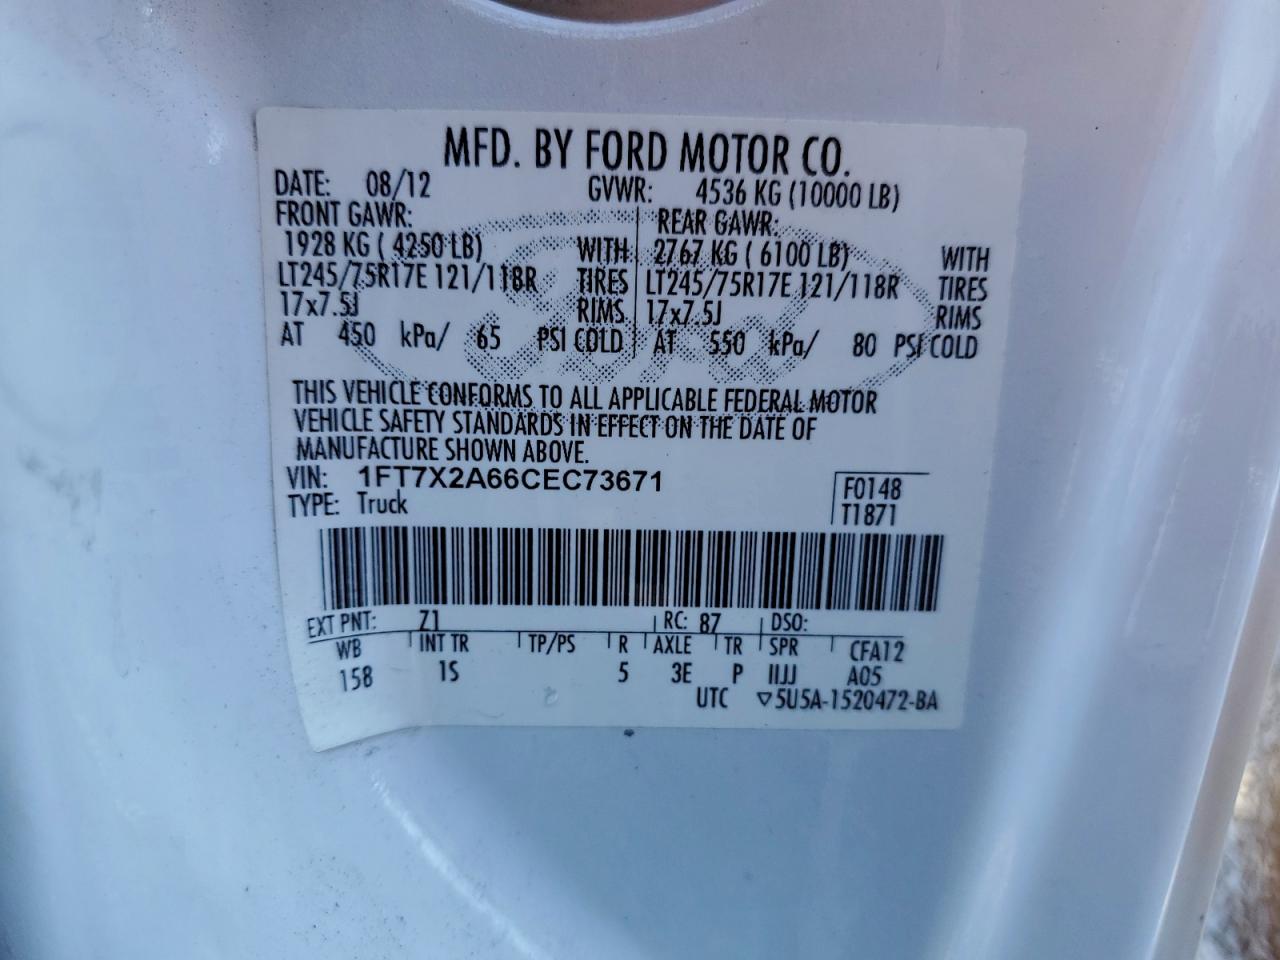 MFD. BY FORD MOTOR CO.
DATE: 08/12 GVWR: 4536 KG (10000 LB)
FRONT GAWR: REAR GAWR:
1928 KG ( 4250 LB) WITH 2767 KG ( 6100 LB) WITH
LT245/75R17E 121/118R TIRES LT245/75R17E 121/118R TIRES
17x7.5J RIMS 17x7.5J RIMS
AT 450 kPa/ 65 PSI COLD AT 550 kPa/ 80 PSI COLD
THIS VEHICLE CONFORMS TO ALL APPLICABLE FEDERAL MOTOR
VEHICLE SAFETY STANDARDS IN EFFECT ON THE DATE OF
MANUFACTURE SHOWN ABOVE.
VIN: 1FT7X2A66CEC73671 F0148
TYPE: Truck T1871
EXT PNT: Z1 RC: 87 DSO:
WB INT TR TP/PS R AXLE TR SPR CFA12
158 1S 5 3E P IIJJ A05
UTC ▽5U5A-1520472-BA